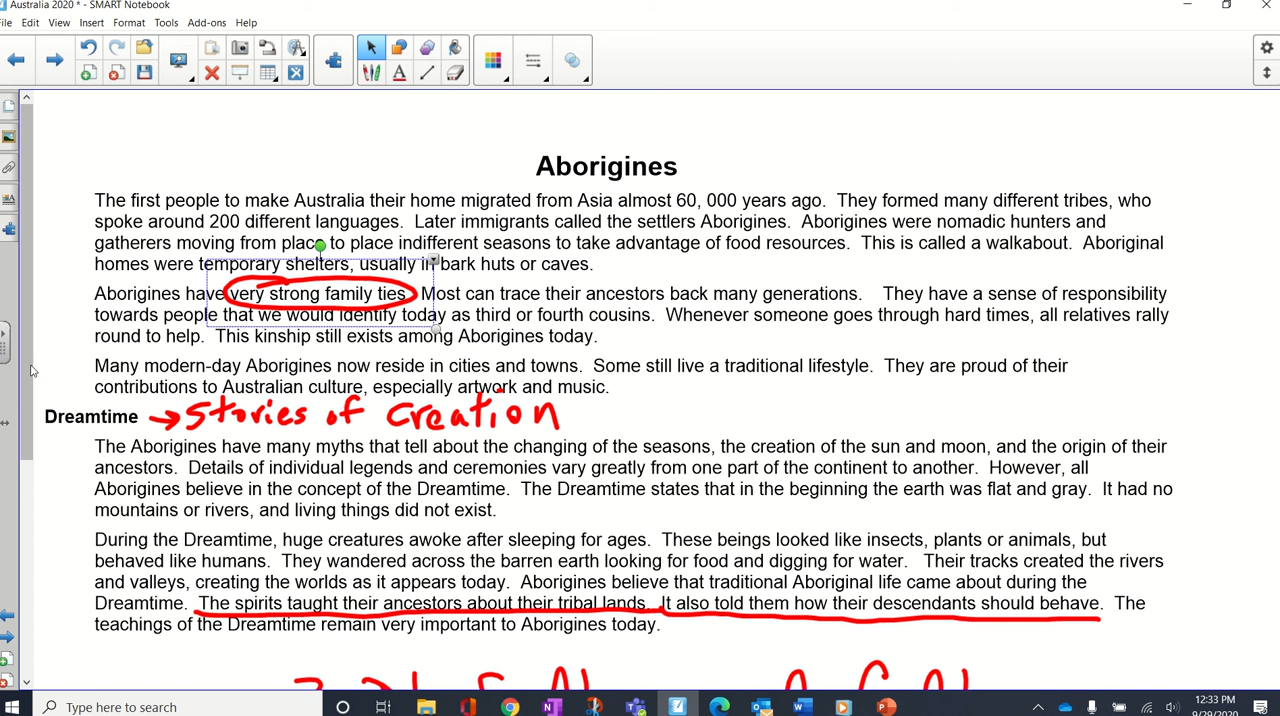 Australia 2020 * - SMART Notebook
File Edit View Insert Format Tools Add-ons Help
Aborigines
The first people to make Australia their home migrated from Asia almost 60, 000 years ago. They formed many different tribes, who
spoke around 200 different languages. Later immigrants called the settlers Aborigines. Aborigines were nomadic hunters and
gatherers moving from place to place indifferent seasons to take advantage of food resources. This is called a walkabout. Aboriginal
homes were temporary shelters, usually in bark huts or caves.
Aborigines have very strong family ties. Most can trace their ancestors back many generations. They have a sense of responsibility
towards people that we would identify today as third or fourth cousins. Whenever someone goes through hard times, all relatives rally
round to help. This kinship still exists among Aborigines today.
Many modern-day Aborigines now reside in cities and towns. Some still live a traditional lifestyle. They are proud of their
contributions to Australian culture, especially artwork and music.
Dreamtime → Stories of Creation
The Aborigines have many myths that tell about the changing of the seasons, the creation of the sun and moon, and the origin of their
ancestors. Details of individual legends and ceremonies vary greatly from one part of the continent to another. However, all
Aborigines believe in the concept of the Dreamtime. The Dreamtime states that in the beginning the earth was flat and gray. It had no
mountains or rivers, and living things did not exist.
During the Dreamtime, huge creatures awoke after sleeping for ages. These beings looked like insects, plants or animals, but
behaved like humans. They wandered across the barren earth looking for food and digging for water. Their tracks created the rivers
and valleys, creating the worlds as it appears today. Aborigines believe that traditional Aboriginal life came about during the
Dreamtime. The spirits taught their ancestors about their tribal lands. It also told them how their descendants should behave. The
teachings of the Dreamtime remain very important to Aborigines today.
Type here to search
12:33 PM
9/29/2020